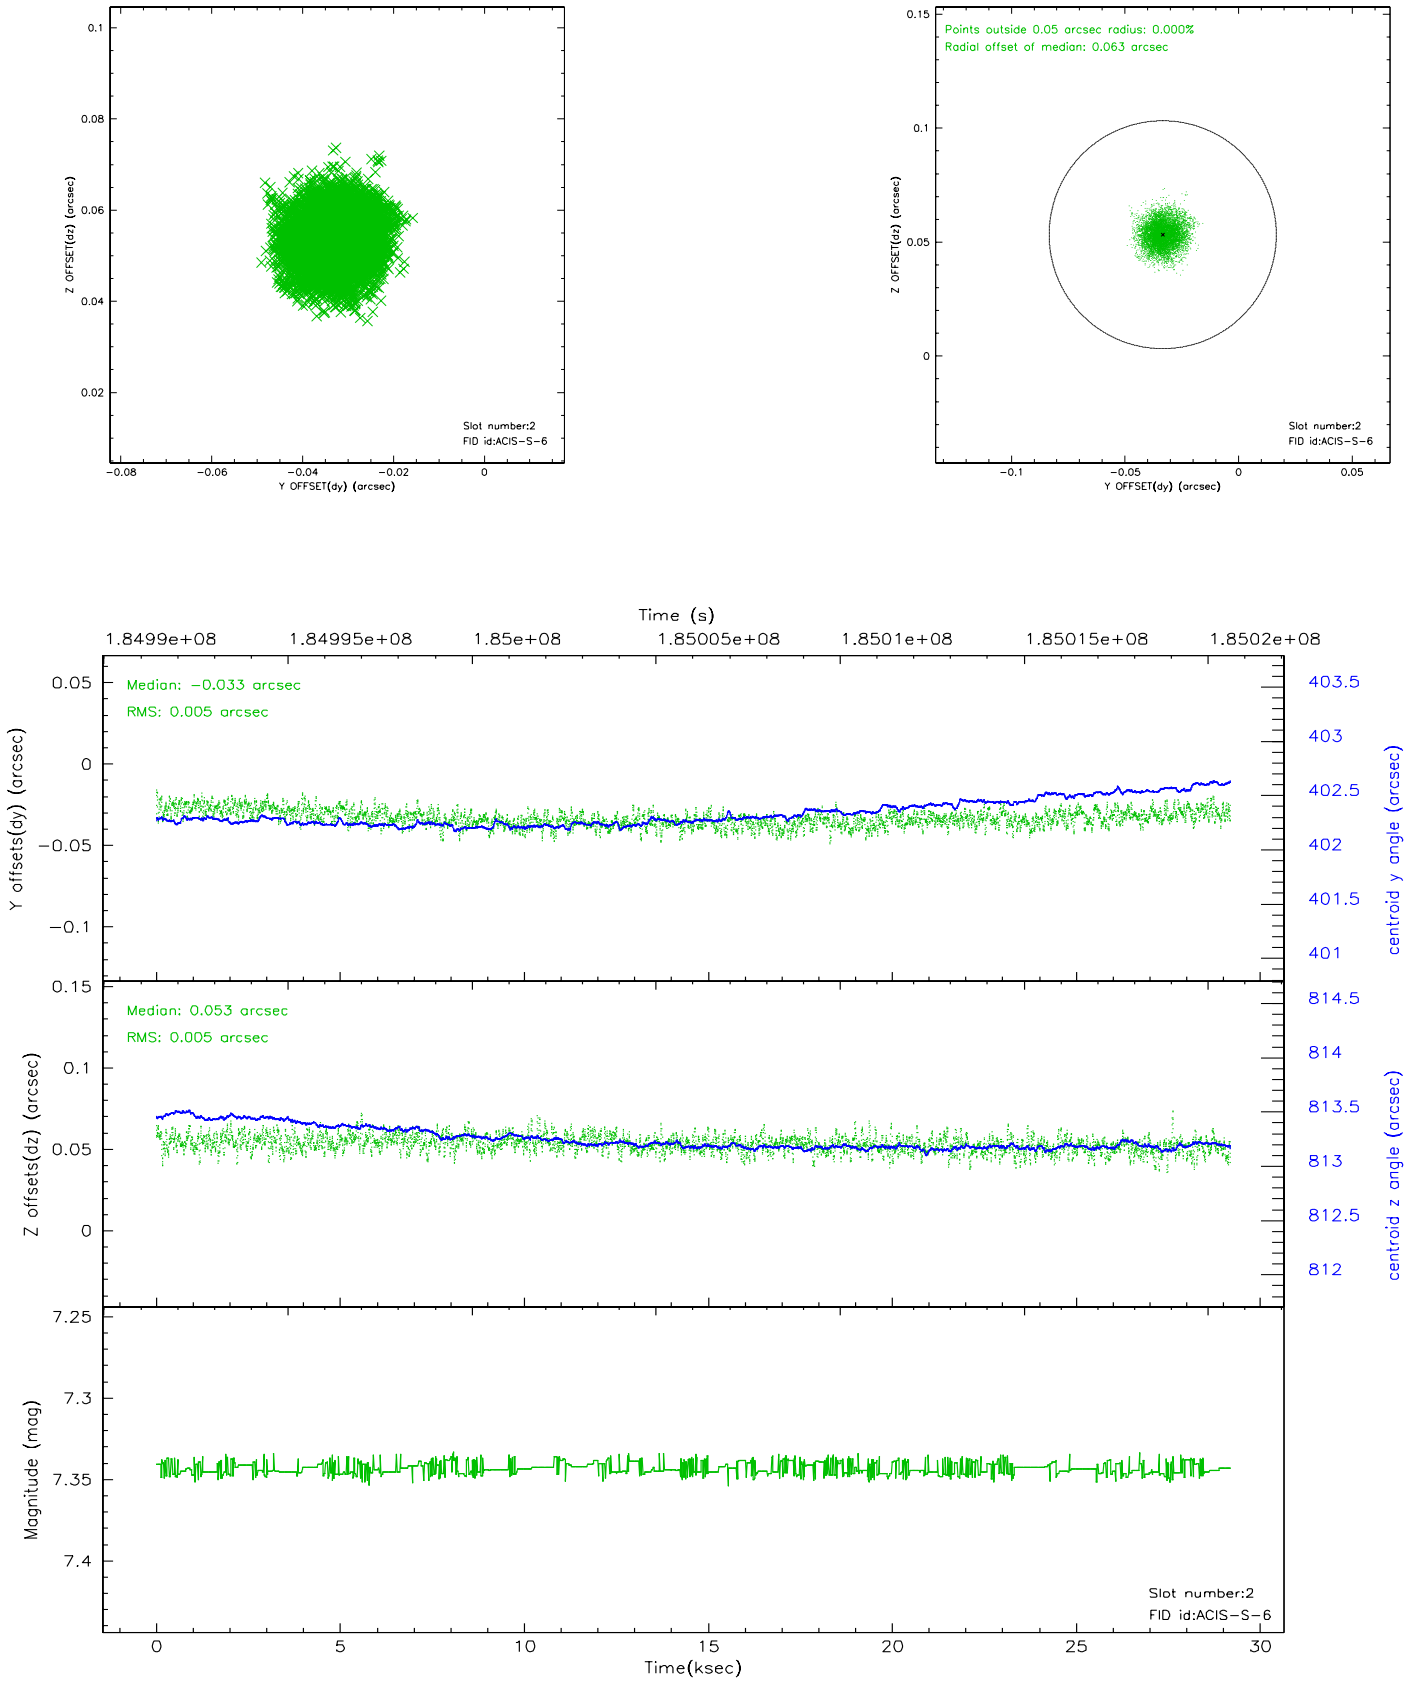 0.1
0.08
0.06
0.04
0.02
Z OFFSET(dz) (arcsec)
Slot number:2
FID id:ACIS-S-6
-0.08 -0.06 -0.04 -0.02 0
Y OFFSET(dy) (arcsec)
0.15
Points outside 0.05 arcsec radius: 0.000%
Radial offset of median: 0.063 arcsec
0.1
0.05
0
Z OFFSET(dz) (arcsec)
Slot number:2
FID id:ACIS-S-6
-0.1 -0.05 0 0.05
Y OFFSET(dy) (arcsec)
Time (s)
1.8499e+08 1.84995e+08 1.85e+08 1.85005e+08 1.8501e+08 1.85015e+08 1.8502e+08
Median: -0.033 arcsec
RMS: 0.005 arcsec
0.05
0
-0.05
-0.1
Y offsets(dy) (arcsec)
403.5
403
402.5
402
401.5
401
centroid y angle (arcsec)
0.15
Median: 0.053 arcsec
RMS: 0.005 arcsec
0.1
0.05
0
Z offsets(dz) (arcsec)
814.5
814
813.5
813
812.5
812
centroid z angle (arcsec)
7.25
7.3
7.35
7.4
Magnitude (mag)
Slot number:2
FID id:ACIS-S-6
0 5 10 15 20 25 30
Time(ksec)